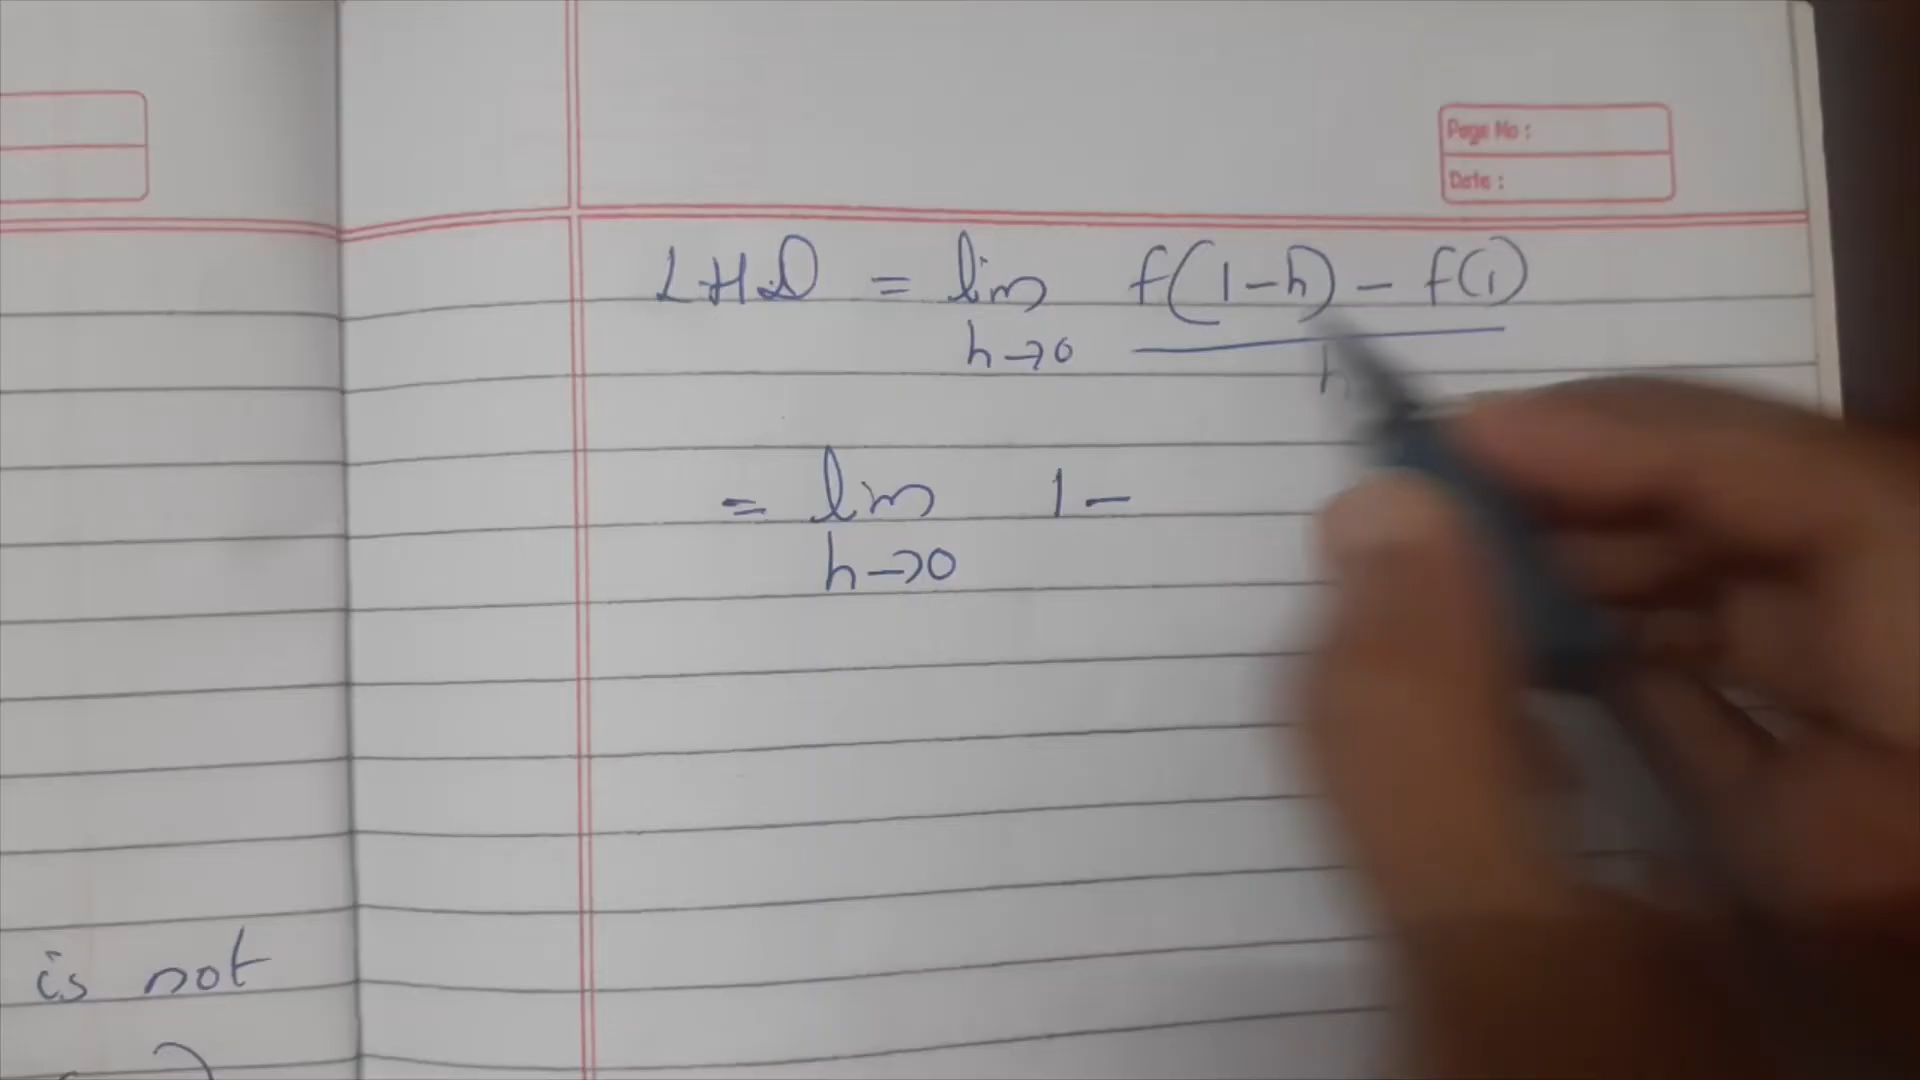 Page No :
Date :
LHD = lim f(1-h) - f(1)
h→0 h
= lim 1 -
h→0
is not